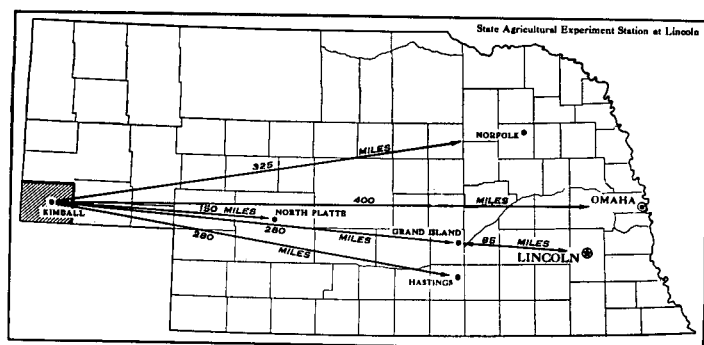 State Agricultural Experiment Station at Lincoln
NORFOLK
325 MILES
400 MILES
OMAHA
KIMBALL
150 MILES
NORTH PLATTE
260 MILES
GRAND ISLAND
95 MILES
280 MILES
LINCOLN
HASTINGS